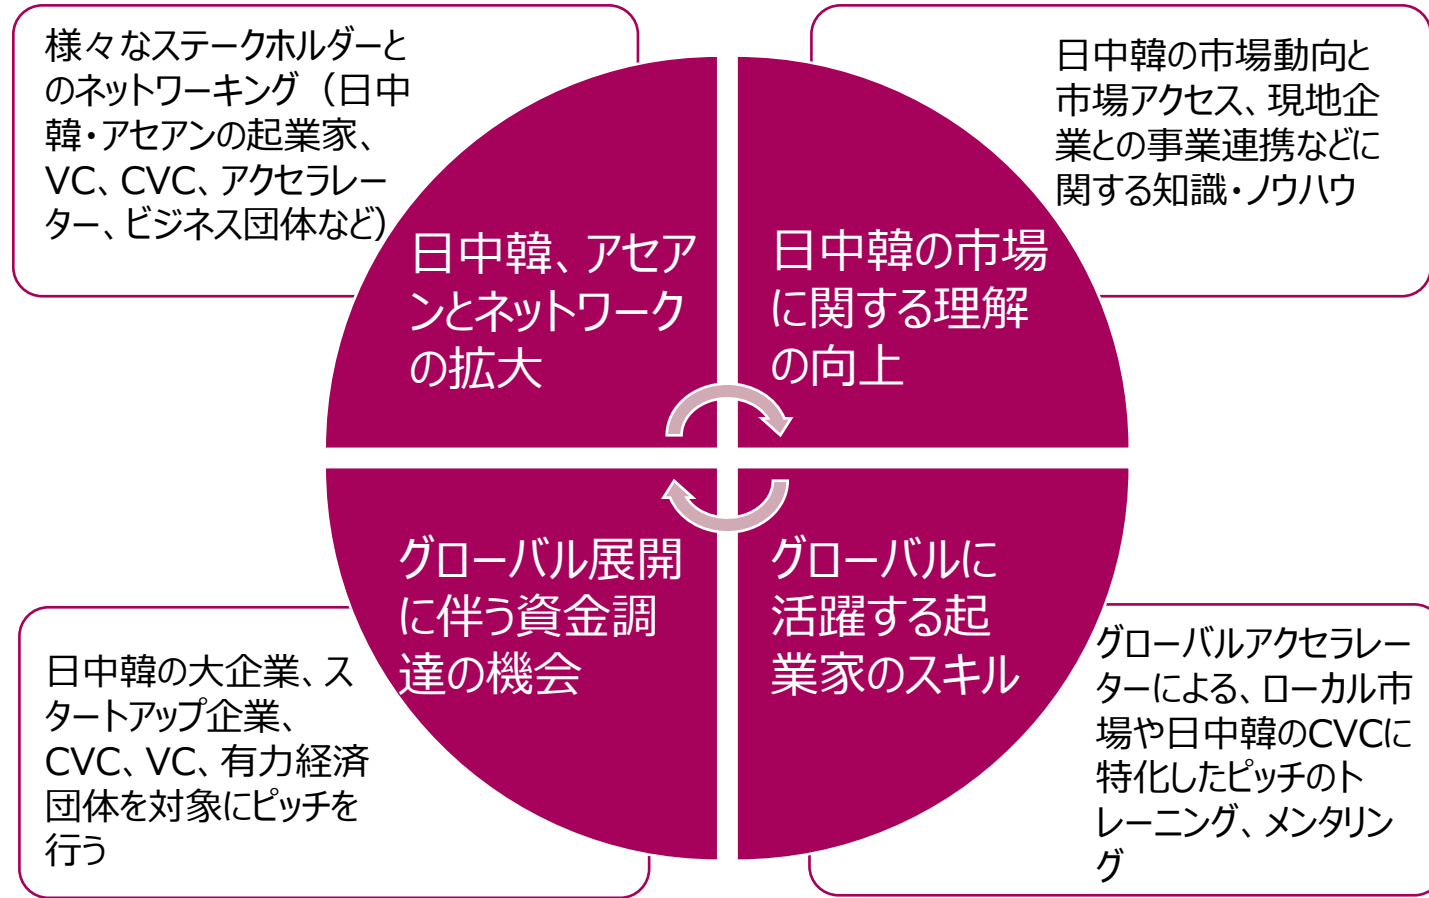 様々なステークホルダーと
のネットワーキング（日中
韓・アセアンの起業家、
VC、CVC、アクセラレー
ター、ビジネス団体など）
日中韓の市場動向と
市場アクセス、現地企
業との事業連携などに
関する知識・ノウハウ
日中韓、アセア
ンとネットワーク
の拡大
日中韓の市場
に関する理解
の向上
グローバル展開
に伴う資金調
達の機会
グローバルに
活躍する起
業家のスキル
日中韓の大企業、ス
タートアップ企業、
CVC、VC、有力経済
団体を対象にピッチを
行う
グローバルアクセラレー
ターによる、ローカル市
場や日中韓のCVCに
特化したピッチのト
レーニング、メンタリン
グ